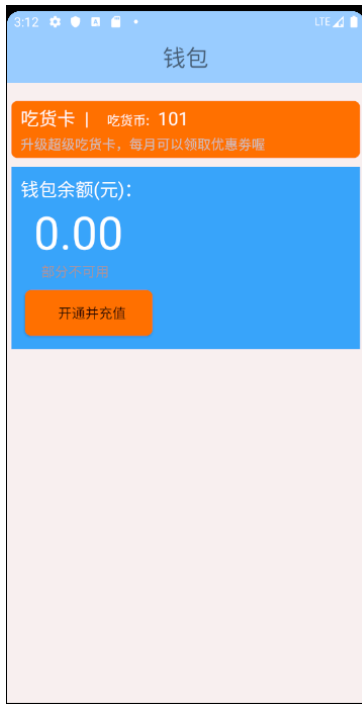 3:12 LTE
钱包
吃货卡 | 吃货币: 101
升级超级吃货卡，每月可以领取优惠券喔
钱包余额(元)：
0.00
部分不可用
开通并充值